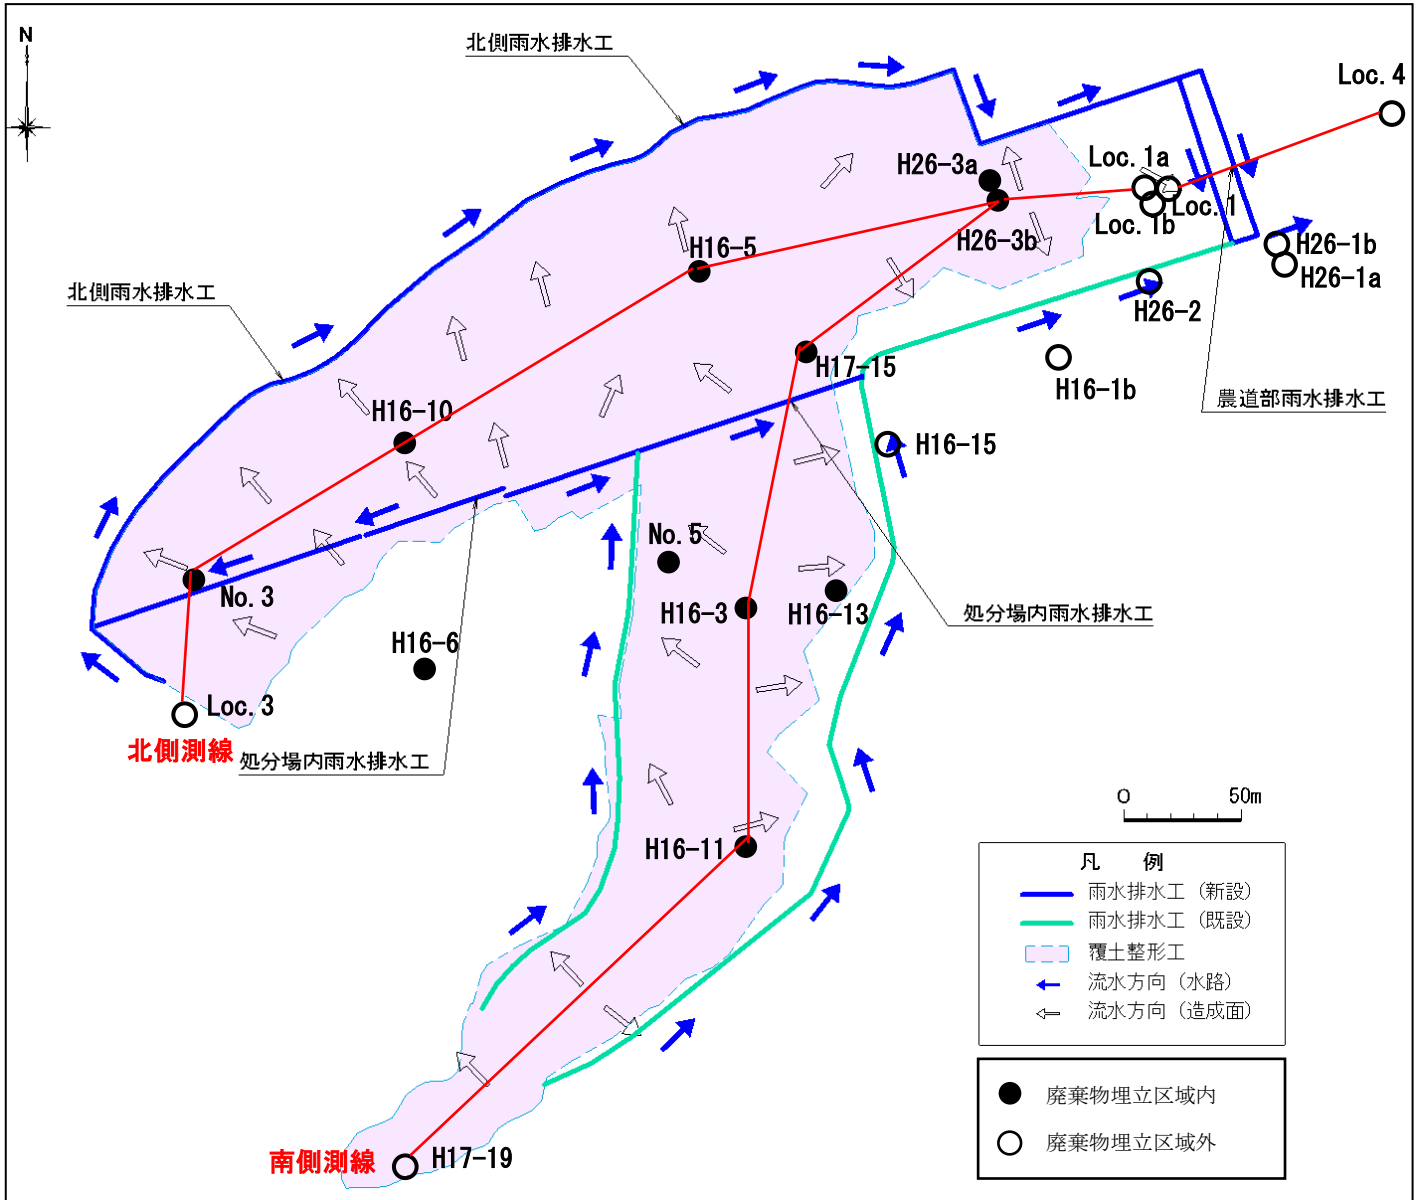 N
北側雨水排水工
Loc. 4
H26-3a
Loc. 1a
Loc. 1
Loc. 1b
H26-3b
H16-5
H26-1b
H26-1a
北側雨水排水工
H26-2
H17-15
H16-1b
農道部雨水排水工
H16-10
H16-15
No. 5
No. 3
H16-3
H16-13
処分場内雨水排水工
H16-6
Loc. 3
北側測線
処分場内雨水排水工
0 50m
H16-11
凡 例
雨水排水工（新設）
雨水排水工（既設）
覆土整形工
流水方向（水路）
流水方向（造成面）
廃棄物埋立区域内
廃棄物埋立区域外
南側測線
H17-19